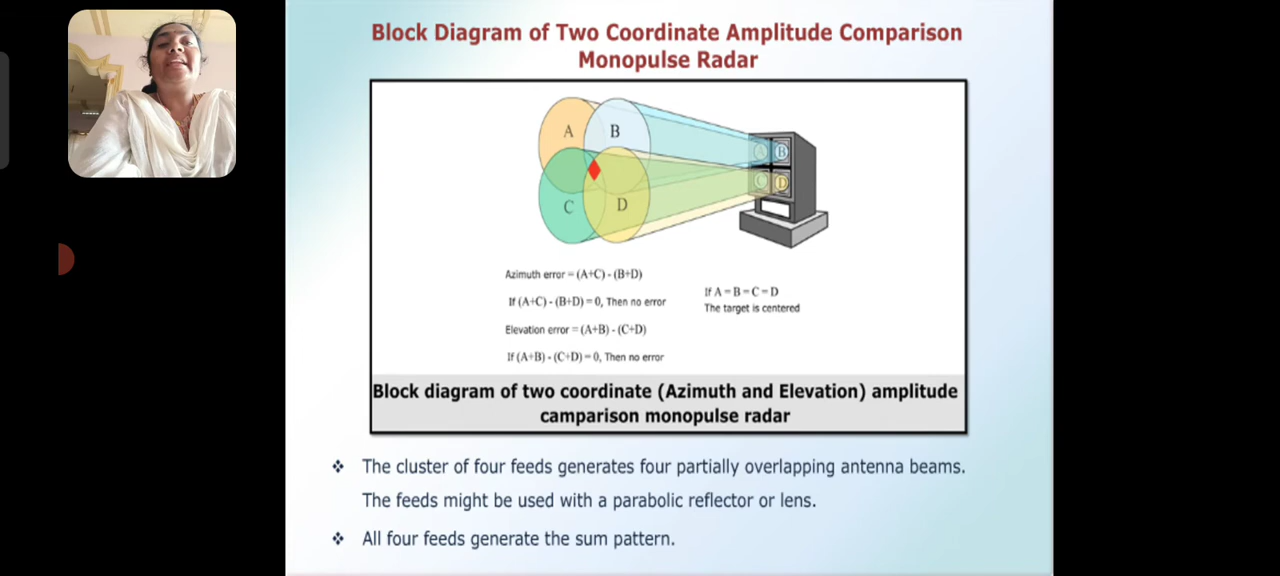 Block Diagram of Two Coordinate Amplitude Comparison
Monopulse Radar
A B
C D
A B
C D
Azimuth error = (A+C) - (B+D)
If (A+C) - (B+D) = 0, Then no error
Elevation error = (A+B) - (C+D)
If (A+B) - (C+D) = 0, Then no error
If A = B = C = D
The target is centered
Block diagram of two coordinate (Azimuth and Elevation) amplitude
camparison monopulse radar
❖ The cluster of four feeds generates four partially overlapping antenna beams.
The feeds might be used with a parabolic reflector or lens.
❖ All four feeds generate the sum pattern.